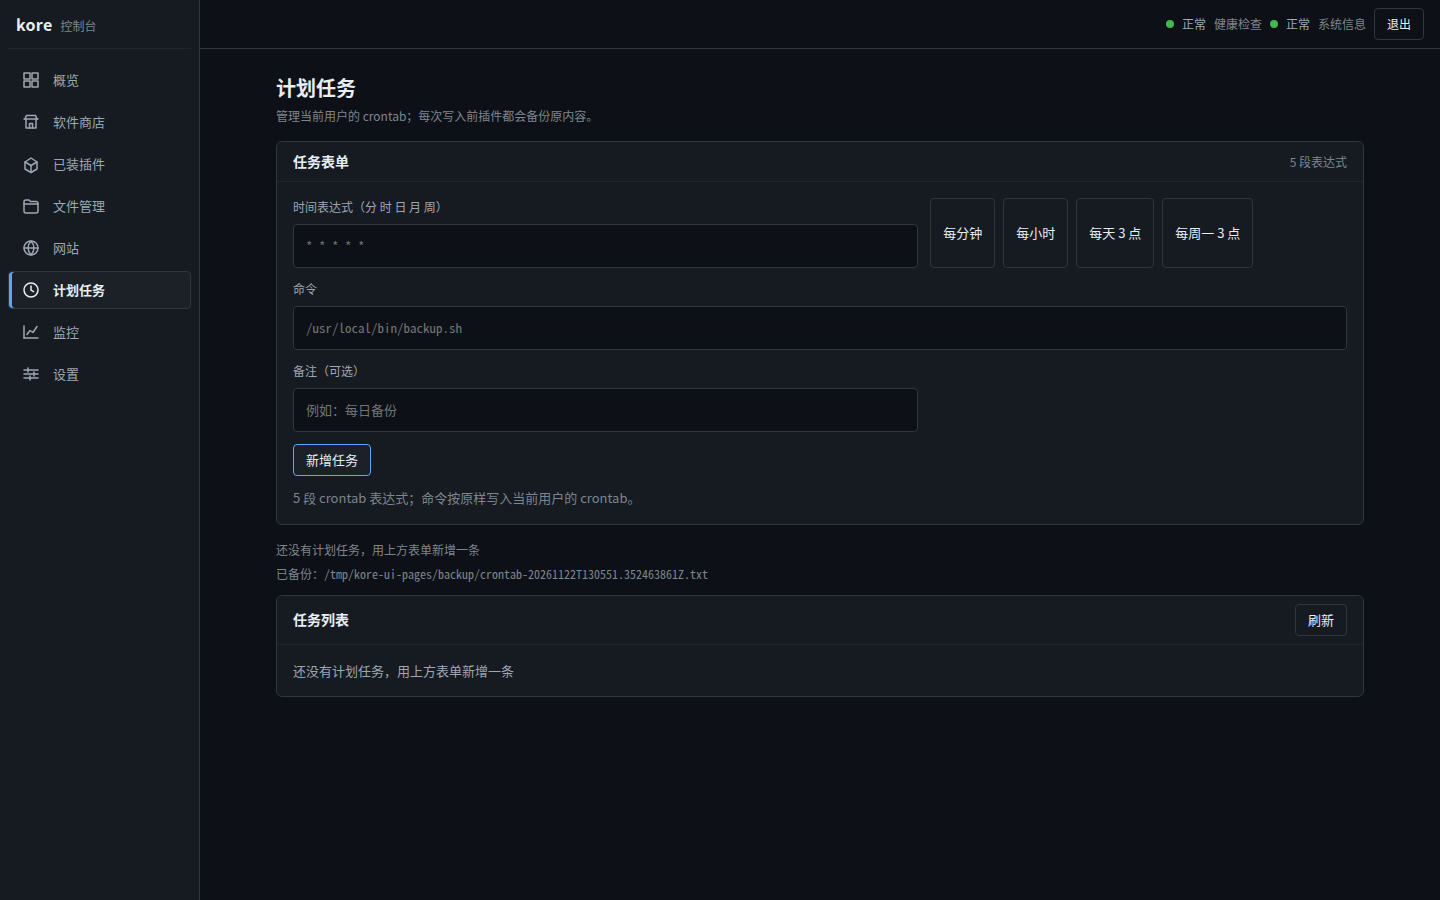 kore 控制台
正常 健康检查 正常 系统信息 退出
概览
软件商店
已装插件
文件管理
网站
计划任务
监控
设置
计划任务
管理当前用户的 crontab；每次写入前插件都会备份原内容。
任务表单 5 段表达式
时间表达式（分 时 日 月 周）
* * * * *
每分钟 每小时 每天 3 点 每周一 3 点
命令
/usr/local/bin/backup.sh
备注（可选）
例如：每日备份
新增任务
5 段 crontab 表达式；命令按原样写入当前用户的 crontab。
还没有计划任务，用上方表单新增一条
已备份：/tmp/kore-ui-pages/backup/crontab-20261122T130551.352463861Z.txt
任务列表 刷新
还没有计划任务，用上方表单新增一条